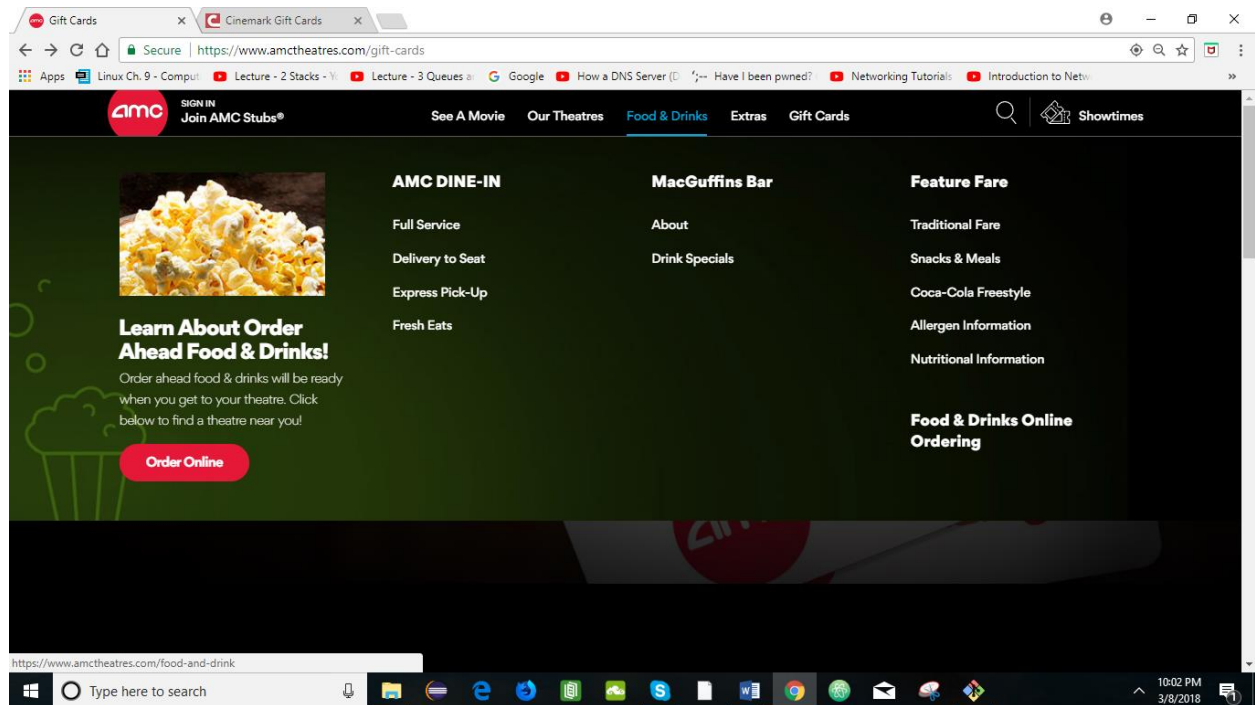 Gift Cards
Cinemark Gift Cards
Secure | https://www.amctheatres.com/gift-cards
Apps Linux Ch. 9 - Comput Lecture - 2 Stacks - Lecture - 3 Queues Google How a DNS Server ( Have I been pwned? Networking Tutorials Introduction to Netw »
amc
SIGN IN
Join AMC Stubs®
See A Movie Our Theatres Food & Drinks Extras Gift Cards Showtimes
Learn About Order
Ahead Food & Drinks!
Order ahead food & drinks will be ready
when you get to your theatre. Click
below to find a theatre near you!
Order Online
AMC DINE-IN
Full Service
Delivery to Seat
Express Pick-Up
Fresh Eats
MacGuffins Bar
About
Drink Specials
Feature Fare
Traditional Fare
Snacks & Meals
Coca-Cola Freestyle
Allergen Information
Nutritional Information
Food & Drinks Online
Ordering
amc
https://www.amctheatres.com/food-and-drink
Type here to search
10:02 PM
3/8/2018